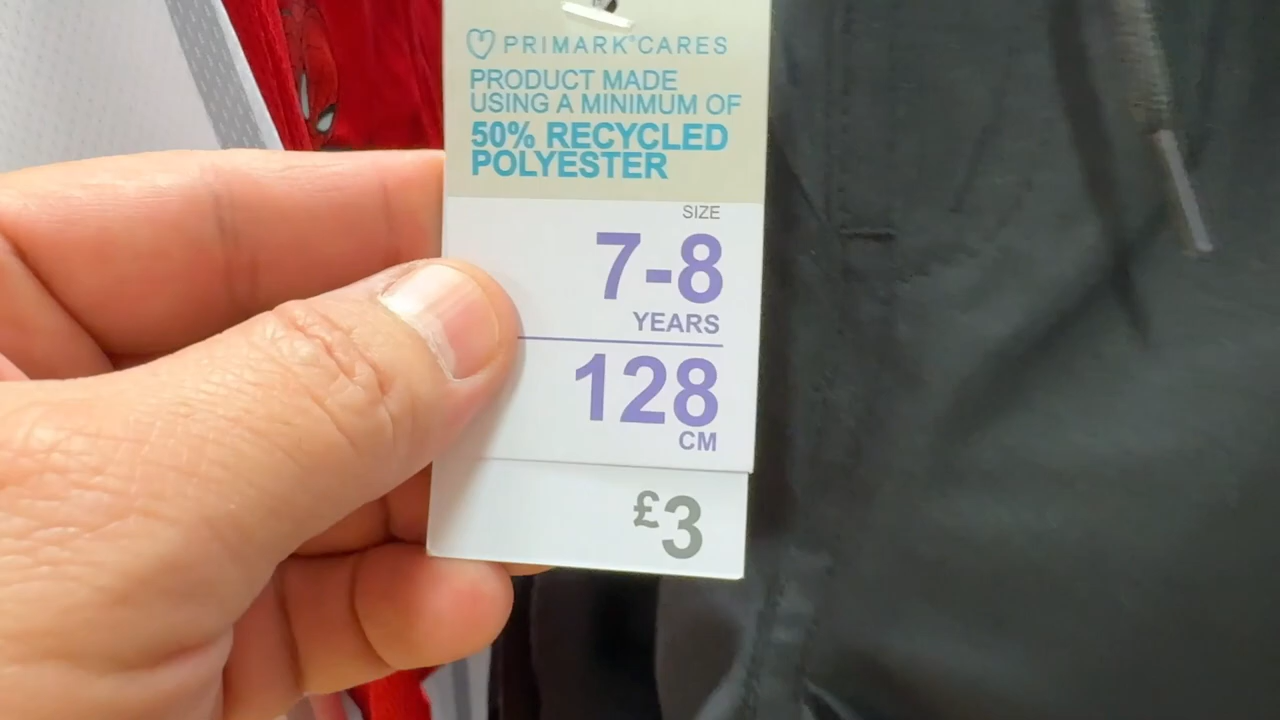 PRIMARK®CARES
PRODUCT MADE
USING A MINIMUM OF
50% RECYCLED
POLYESTER
SIZE
7-8
YEARS
128
CM
£3